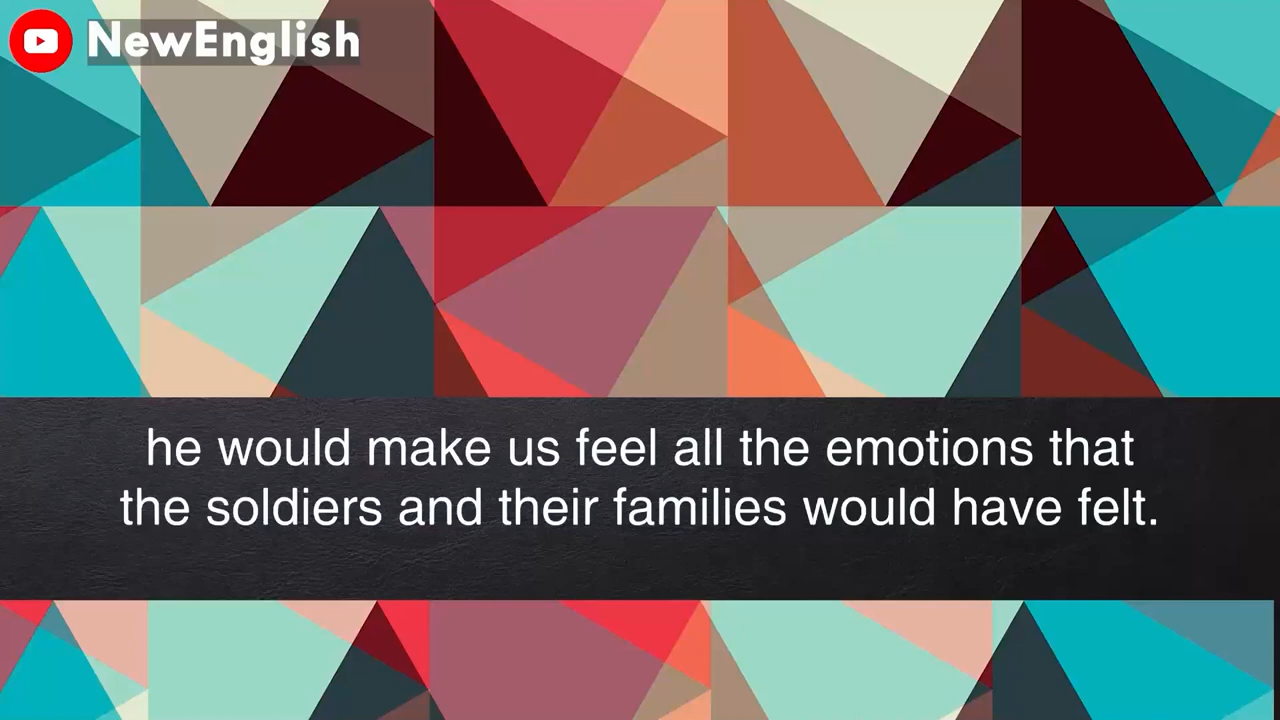 NewEnglish
he would make us feel all the emotions that
the soldiers and their families would have felt.